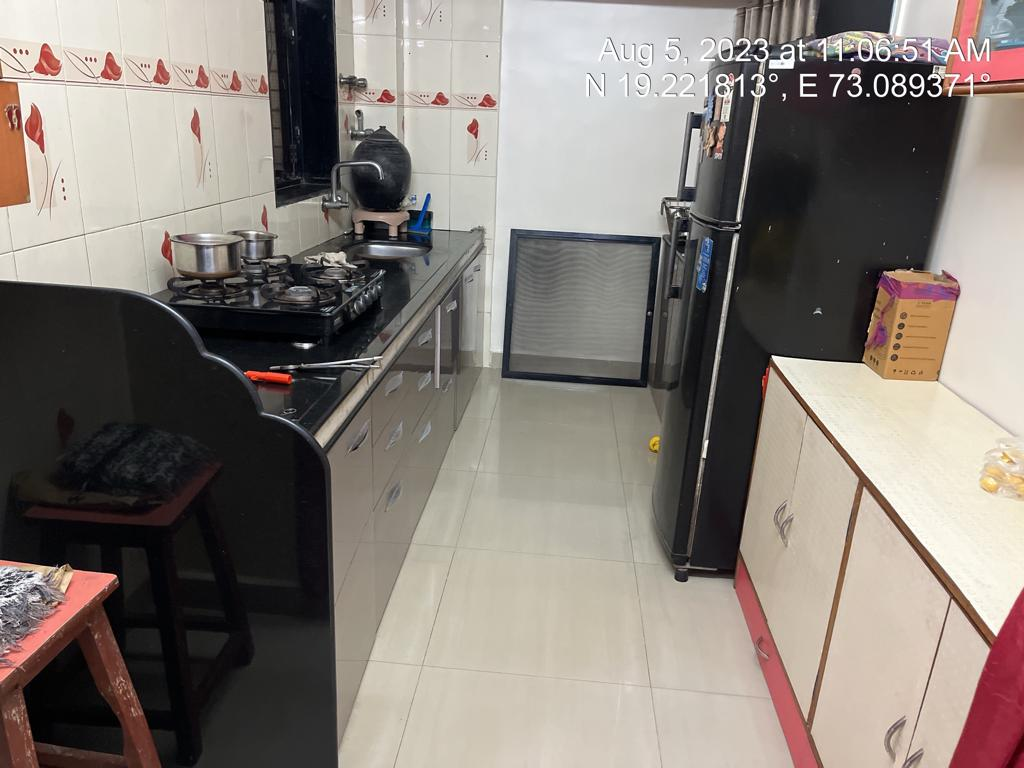 Aug 5, 2023 at 11:06:51 AM
N 19.221813°, E 73.089371°